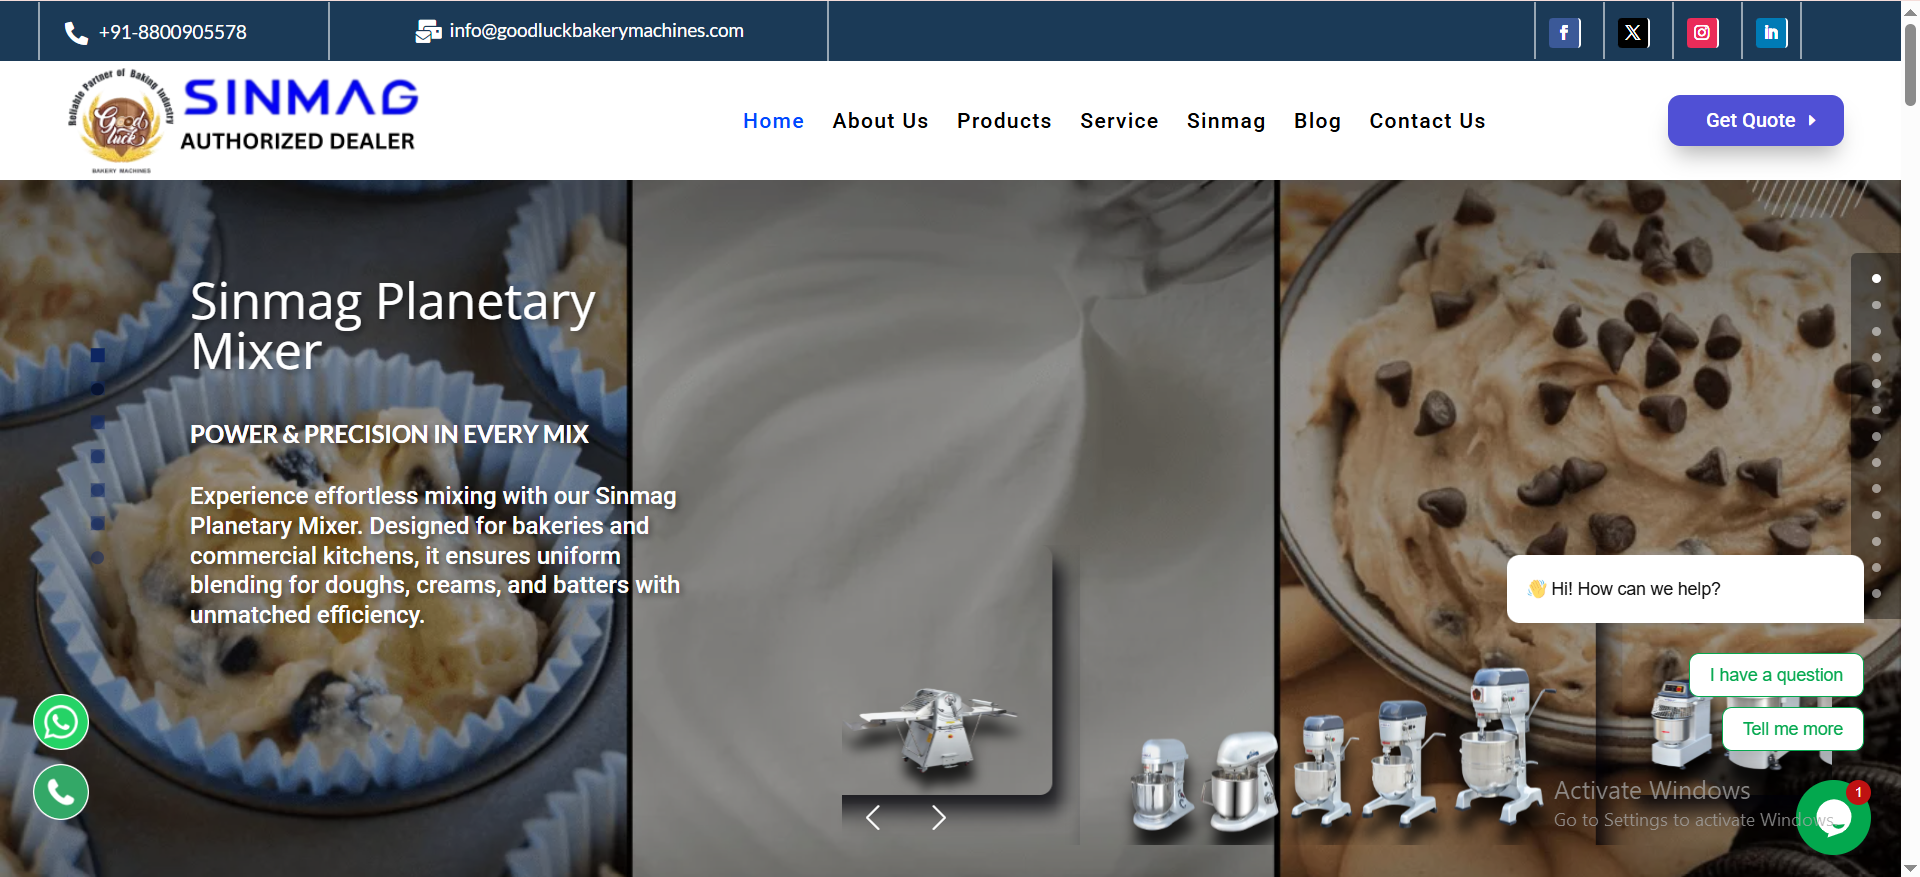 +91-8800905578
info@goodluckbakerymachines.com
Reliable Partner of Baking Industry
Good
luck
BAKERY MACHINES
SINMAG
AUTHORIZED DEALER
Home
About Us
Products
Service
Sinmag
Blog
Contact Us
Get Quote
Sinmag Planetary
Mixer
POWER & PRECISION IN EVERY MIX
Experience effortless mixing with our Sinmag
Planetary Mixer. Designed for bakeries and
commercial kitchens, it ensures uniform
blending for doughs, creams, and batters with
unmatched efficiency.
👋 Hi! How can we help?
I have a question
Tell me more
Activate Windows
Go to Settings to activate Windows.
1